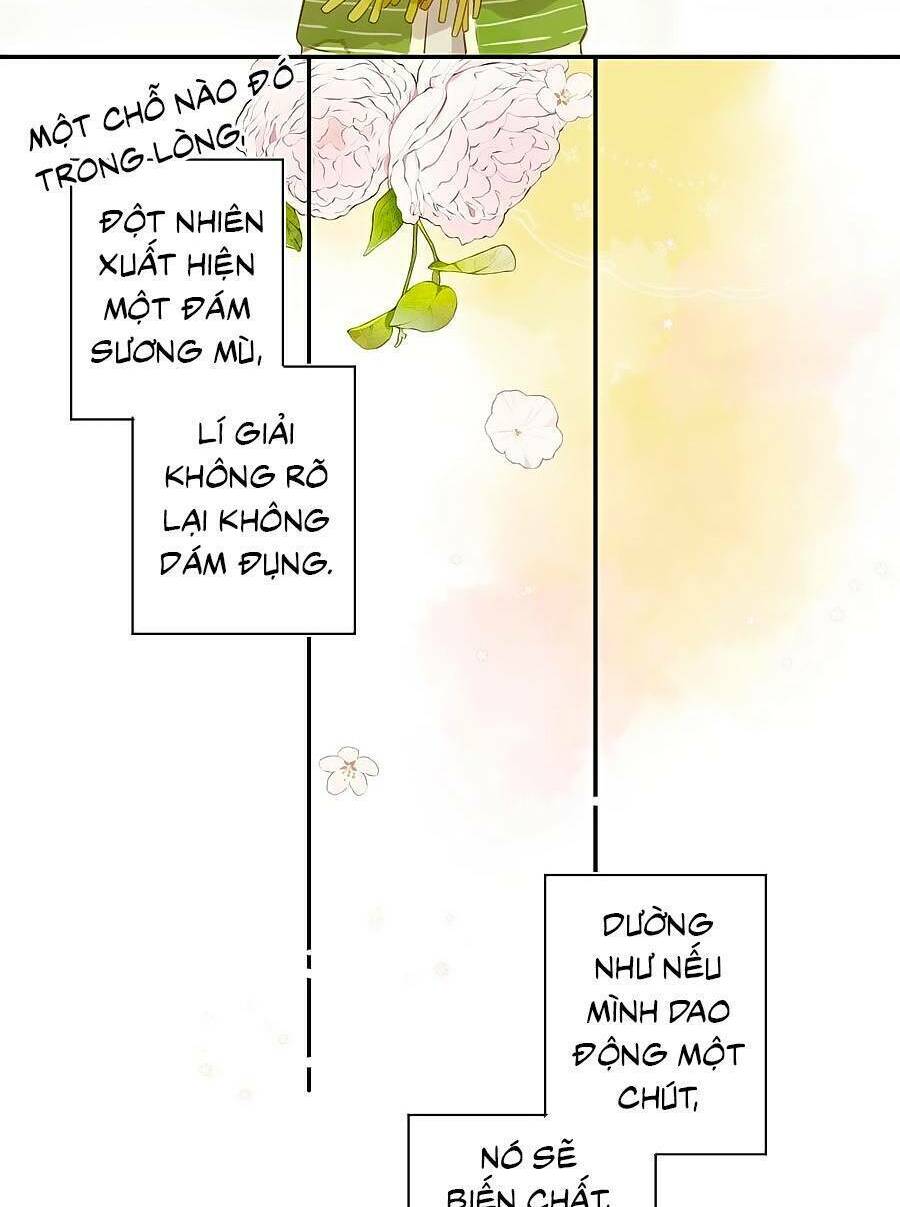 MỘT CHỖ NÀO ĐÓ
TRONG LÒNG,
ĐỘT NHIÊN
XUẤT HIỆN
MỘT ĐÁM
SƯƠNG MÙ,
LÍ GIẢI
KHÔNG RÕ
LẠI KHÔNG
DÁM ĐỤNG.
DƯỜNG
NHƯ NẾU
MÌNH DAO
ĐỘNG MỘT
CHÚT,
NÓ SẼ
BIẾN CHẤT.